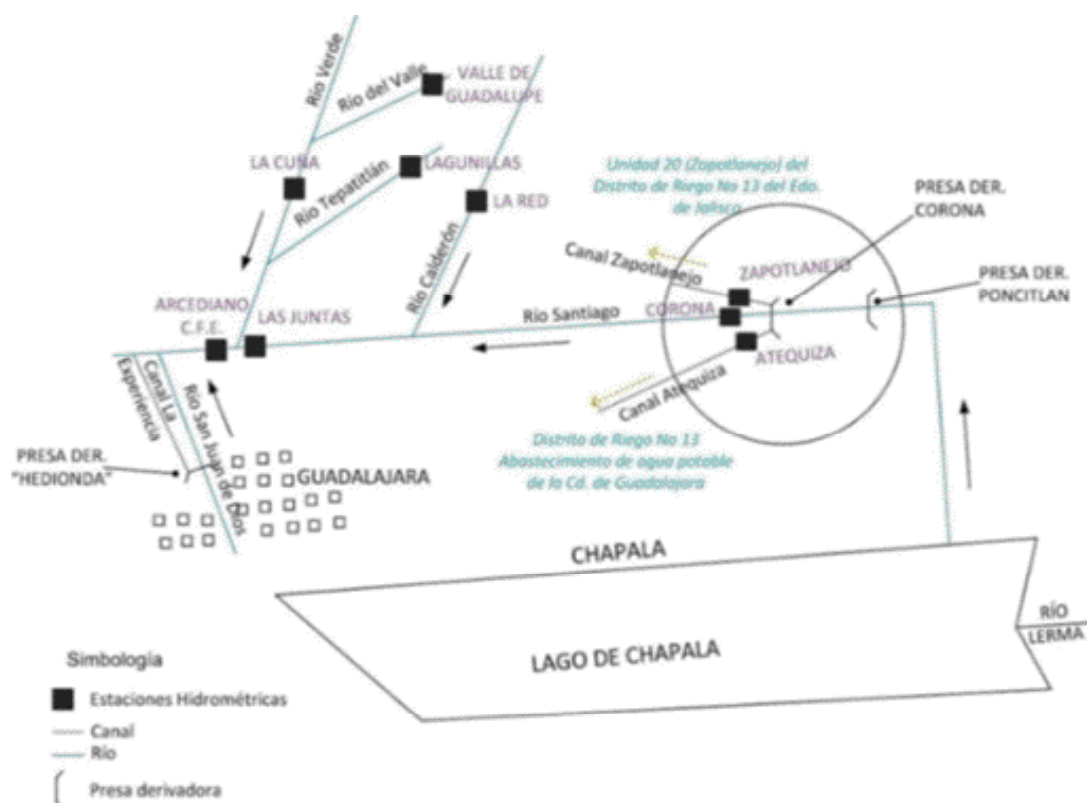 Río Verde
Río del Valle
VALLE DE
GUADALUPE
LA CUÑA
Río Tepatitlán
LAGUNILLAS
LA RED
Río Calderón
Unidad 20 (Zapotlanejo) del
Distrito de Riego No 13 del Edo.
de Jalisco
PRESA DER.
CORONA
Canal Zapotlanejo
ZAPOTLANEJO
PRESA DER.
PONCITLAN
ARCEDIANO
C.F.E.
LAS JUNTAS
Río Santiago
CORONA
ATEQUIZA
Canal Atequiza
Canal La
Experiencia
Río San Juan de Dios
PRESA DER.
"HEDIONDA"
GUADALAJARA
Distrito de Riego No 13
Abastecimiento de agua potable
de la Cd. de Guadalajara
CHAPALA
LAGO DE CHAPALA
RÍO
LERMA
Simbología
Estaciones Hidrométricas
Canal
Río
Presa derivadora